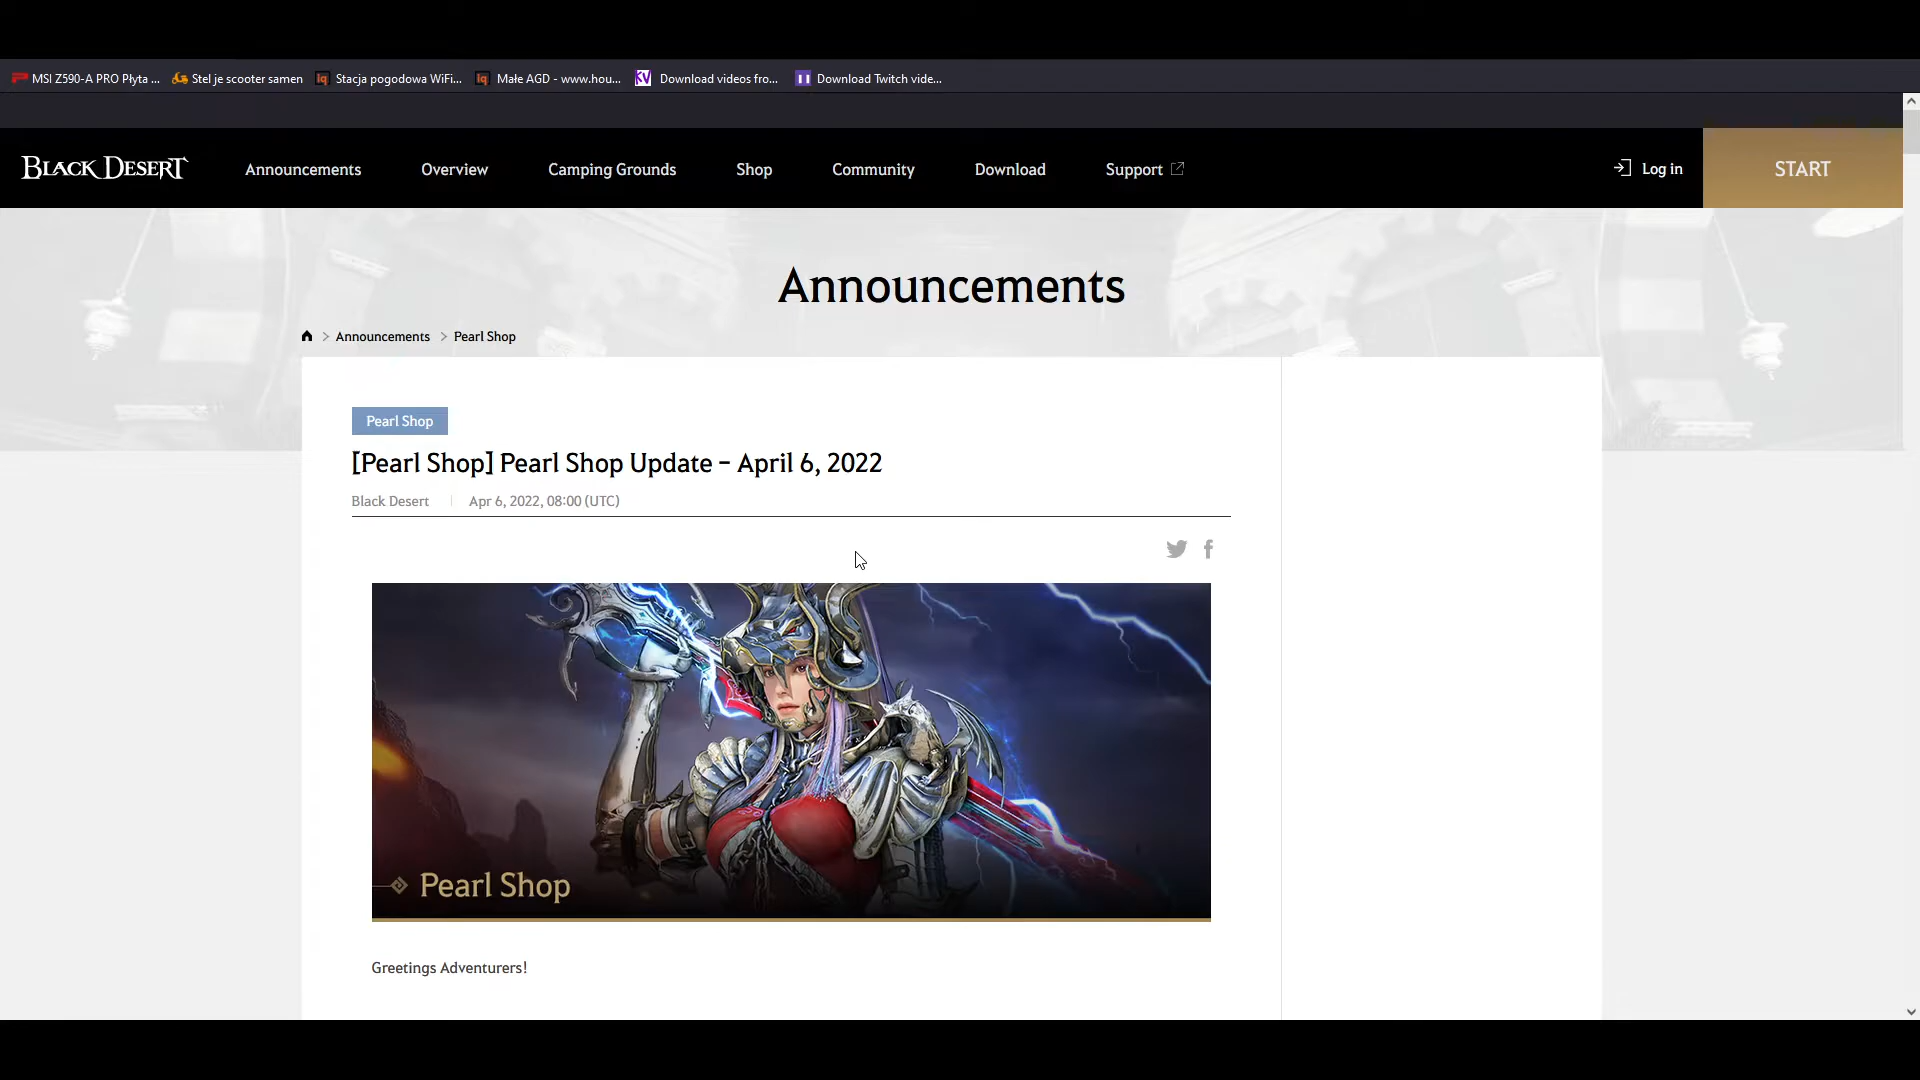 MSI Z590-A PRO Płyta ...
Stel je scooter samen
Stacja pogodowa WiFi...
Małe AGD - www.hou...
Download videos fro...
Download Twitch vide...
BLACK DESERT
Announcements
Overview
Camping Grounds
Shop
Community
Download
Support
Log in
START
Announcements
Announcements > Pearl Shop
Pearl Shop
[Pearl Shop] Pearl Shop Update – April 6, 2022
Black Desert | Apr 6, 2022, 08:00 (UTC)
Pearl Shop
Greetings Adventurers!